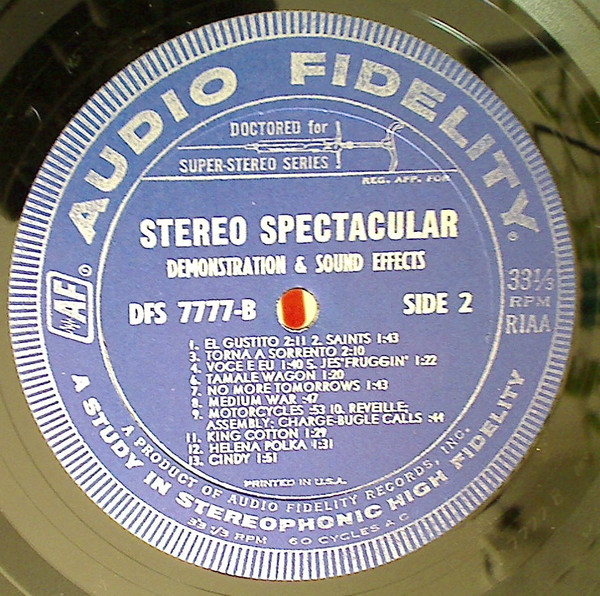 AUDIO FIDELITY®
DOCTORED for
SUPER-STEREO SERIES
REG. APP. FOR
STEREO SPECTACULAR
DEMONSTRATION & SOUND EFFECTS
AF®
DFS 7777-B
SIDE 2
33⅓
RPM
RIAA
1. EL GUSTITO 2:11 2. SAINTS 1:43
3. TORNA A SORRENTO 2:10
4. VOCE E EU 1:40 5. JES' FRUGGIN' 1:22
6. TAMALE WAGON 1:20
7. NO MORE TOMORROWS 1:43
8. MEDIUM WAR :47
9. MOTORCYCLES :53 10. REVEILLE;
ASSEMBLY; CHARGE-BUGLE CALLS :44
11. KING COTTON 1:29
12. HELENA POLKA 1:31
13. CINDY 1:51
PRINTED IN U.S.A.
A PRODUCT OF AUDIO FIDELITY RECORDS, INC.
A STUDY IN STEREOPHONIC HIGH FIDELITY
33 1/3 RPM 60 CYCLES A C